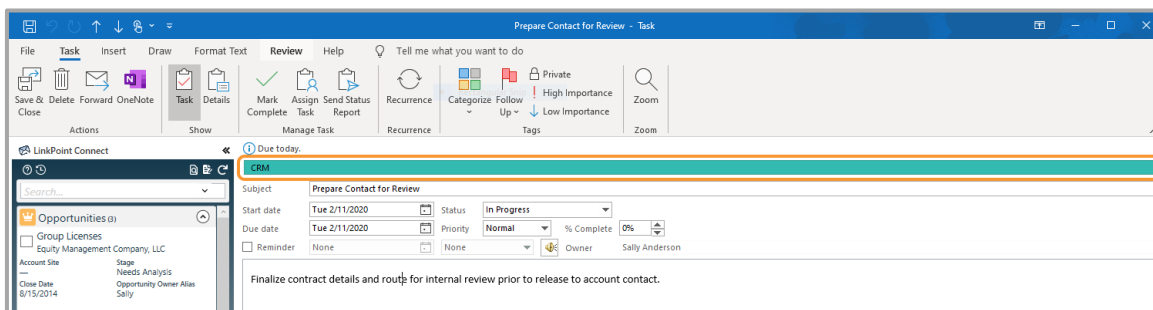 Prepare Contact for Review - Task
File Task Insert Draw Format Text Review Help Tell me what you want to do
Save & Close Delete Forward OneNote
Actions
Task Details
Show
Mark Complete Assign Task Send Status Report
Manage Task
Recurrence
Recurrence
Categorize Follow Up
Private
High Importance
Low Importance
Tags
Zoom
Zoom
LinkPoint Connect
Search...
Opportunities (3)
Group Licenses
Equity Management Company, LLC
Account Site Stage
— Needs Analysis
Close Date Opportunity Owner Alias
8/15/2014 Sally
Due today.
CRM
Subject Prepare Contact for Review
Start date Tue 2/11/2020 Status In Progress
Due date Tue 2/11/2020 Priority Normal % Complete 0%
Reminder None None Owner Sally Anderson
Finalize contract details and route for internal review prior to release to account contact.